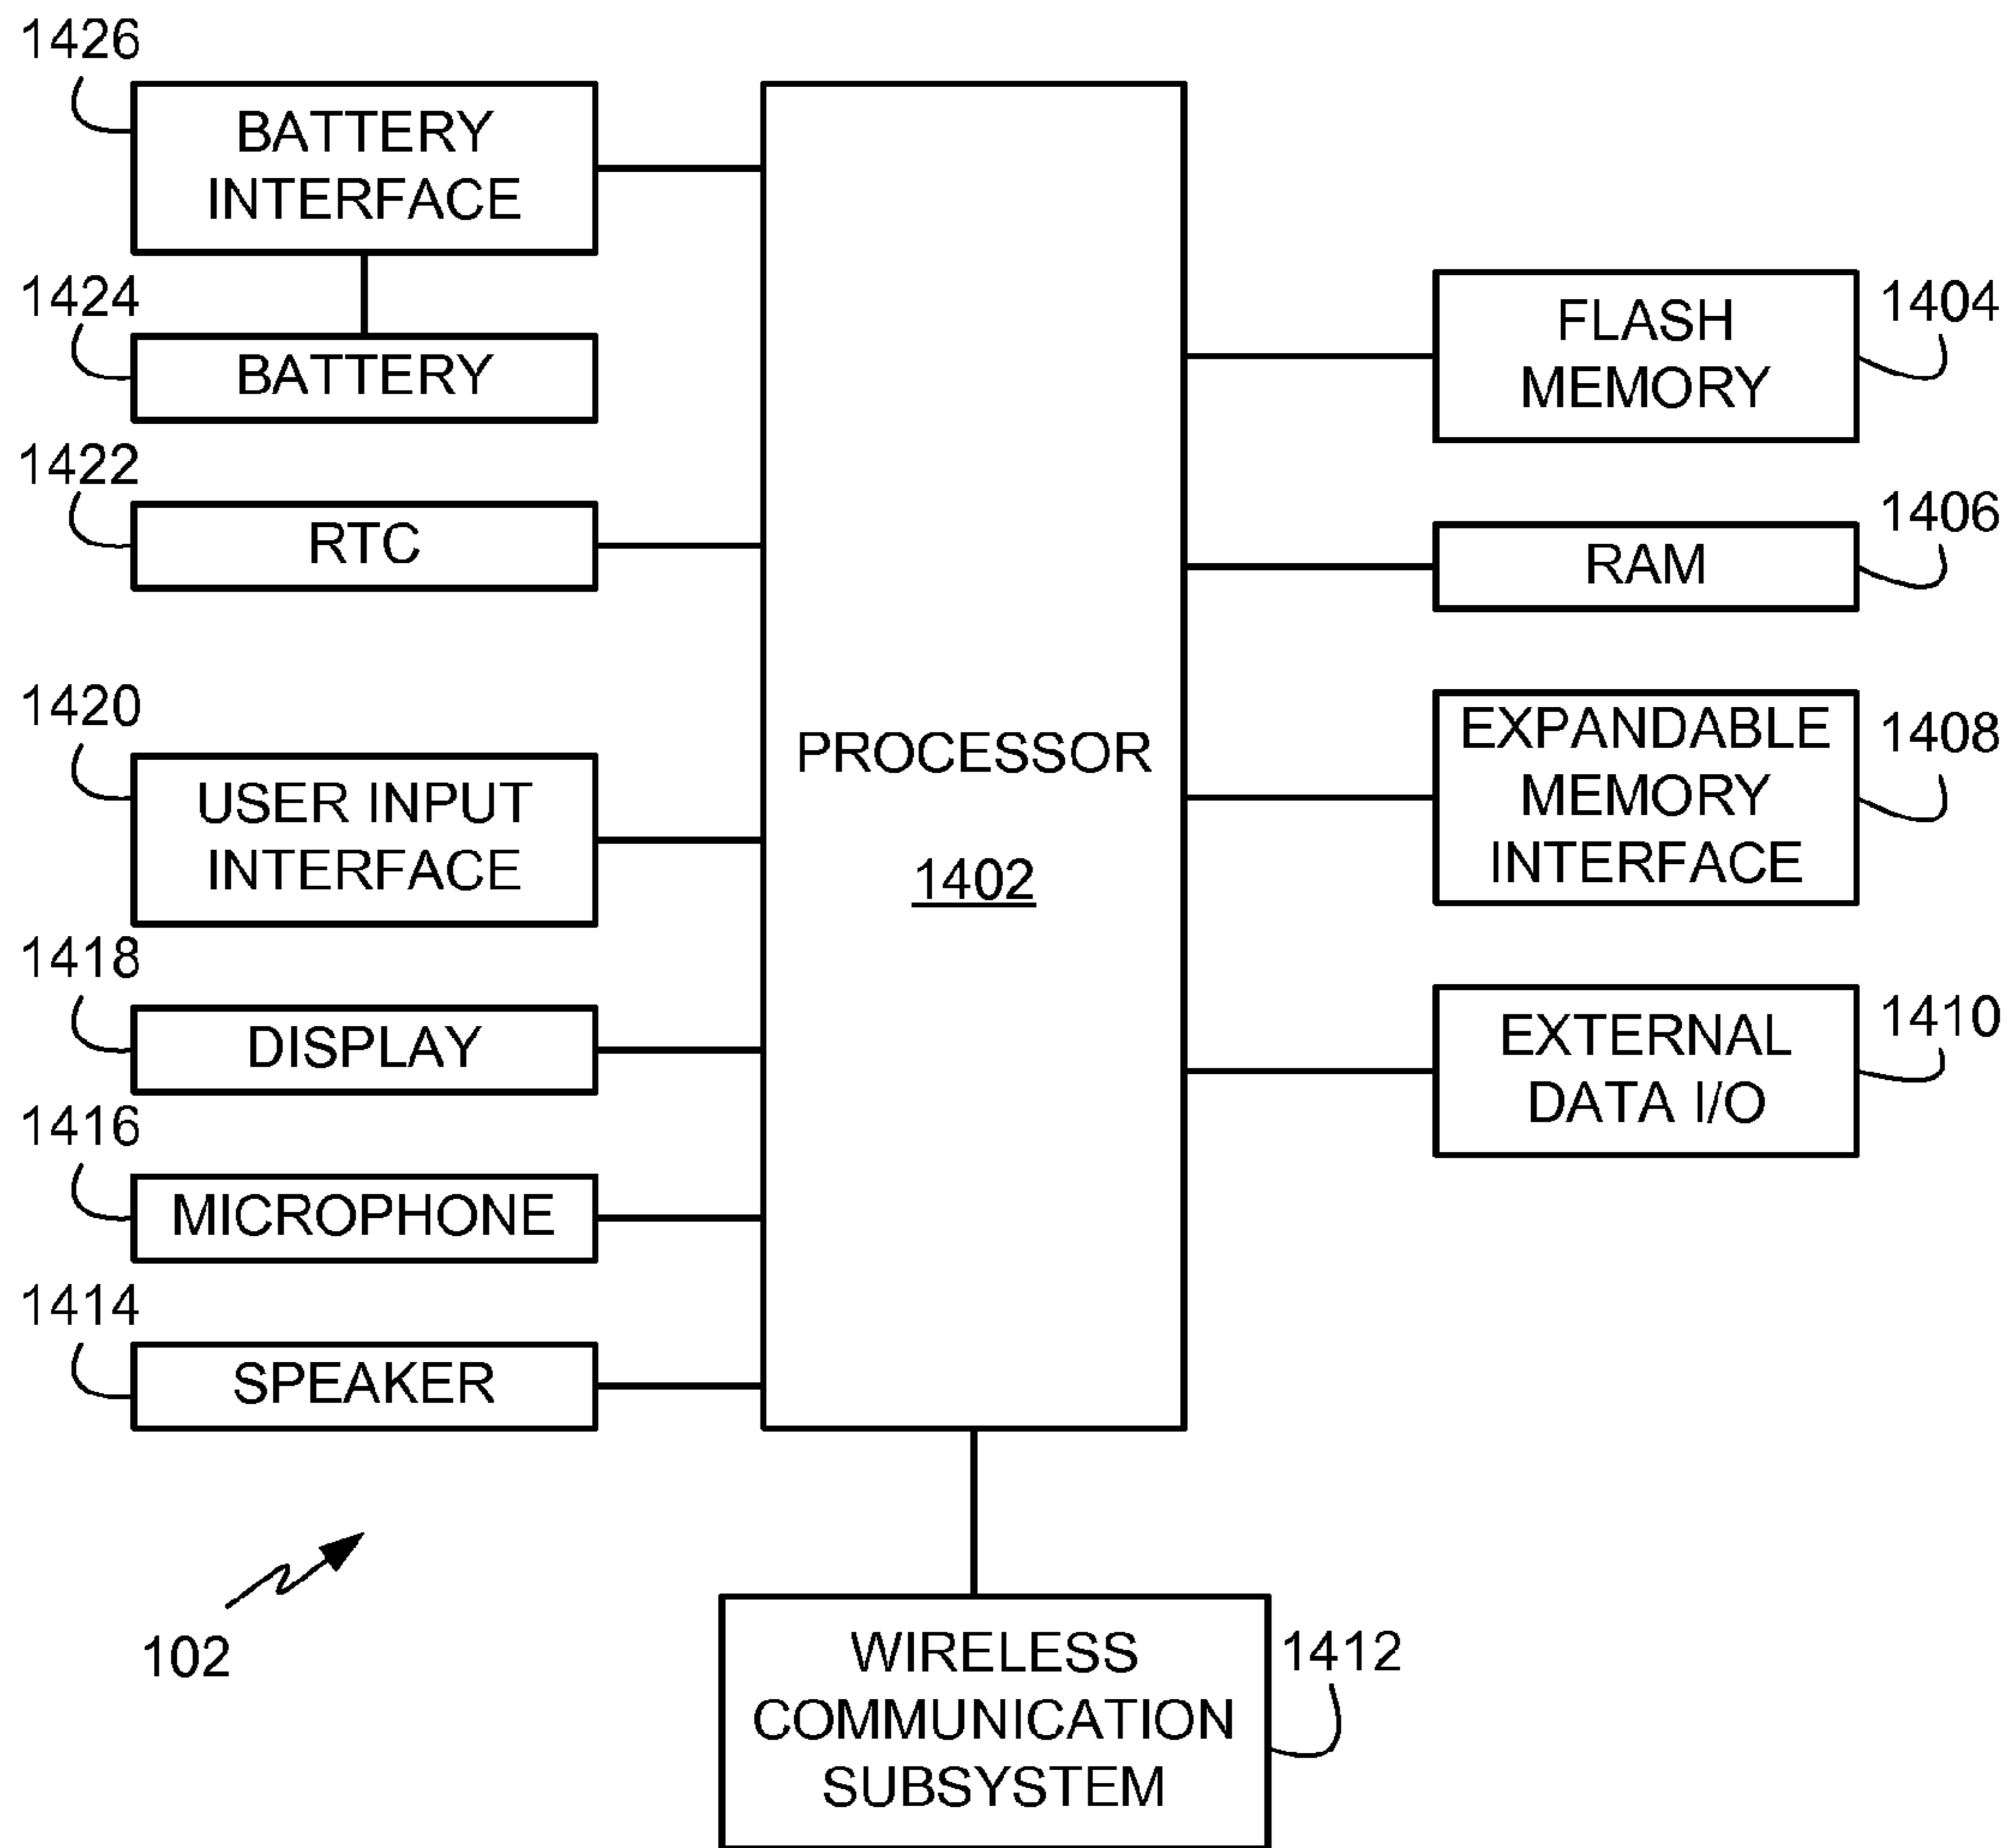 1426
BATTERY
INTERFACE
1424
BATTERY
1422
RTC
1420
USER INPUT
INTERFACE
1418
DISPLAY
1416
MICROPHONE
1414
SPEAKER
PROCESSOR
1402
FLASH
MEMORY
1404
RAM
1406
EXPANDABLE
MEMORY
INTERFACE
1408
EXTERNAL
DATA I/O
1410
102
WIRELESS
COMMUNICATION
SUBSYSTEM
1412